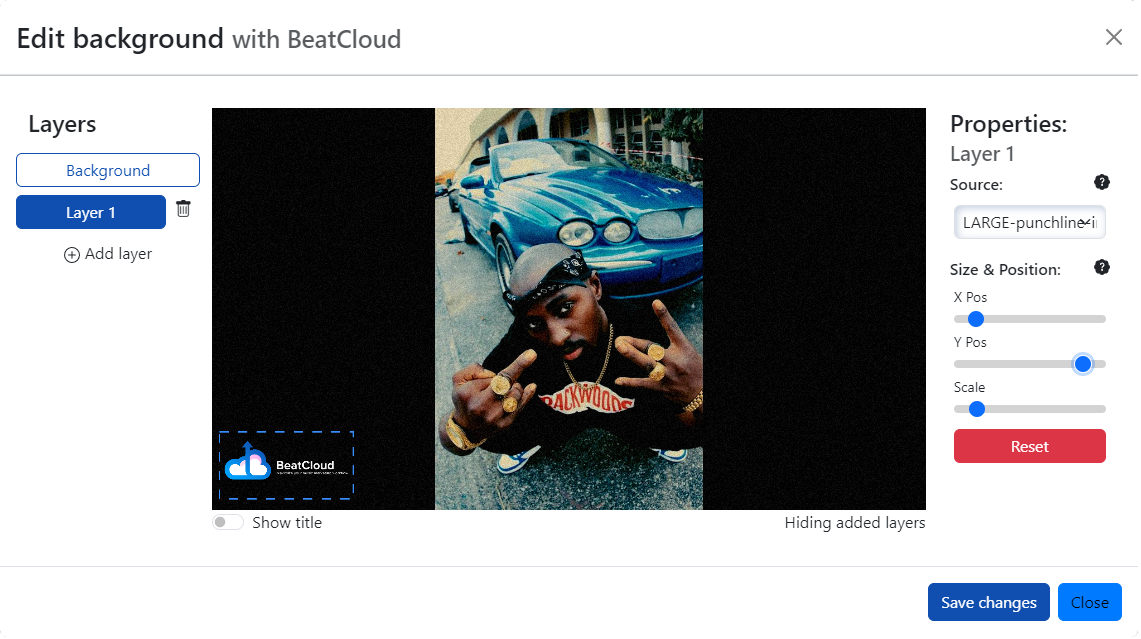 Edit background with BeatCloud
Layers
Background
Layer 1
Add layer
BACKWOODS
BeatCloud
Show title
Hiding added layers
Properties:
Layer 1
Source:
LARGE-punchline-i
Size & Position:
X Pos
Y Pos
Scale
Reset
Save changes
Close